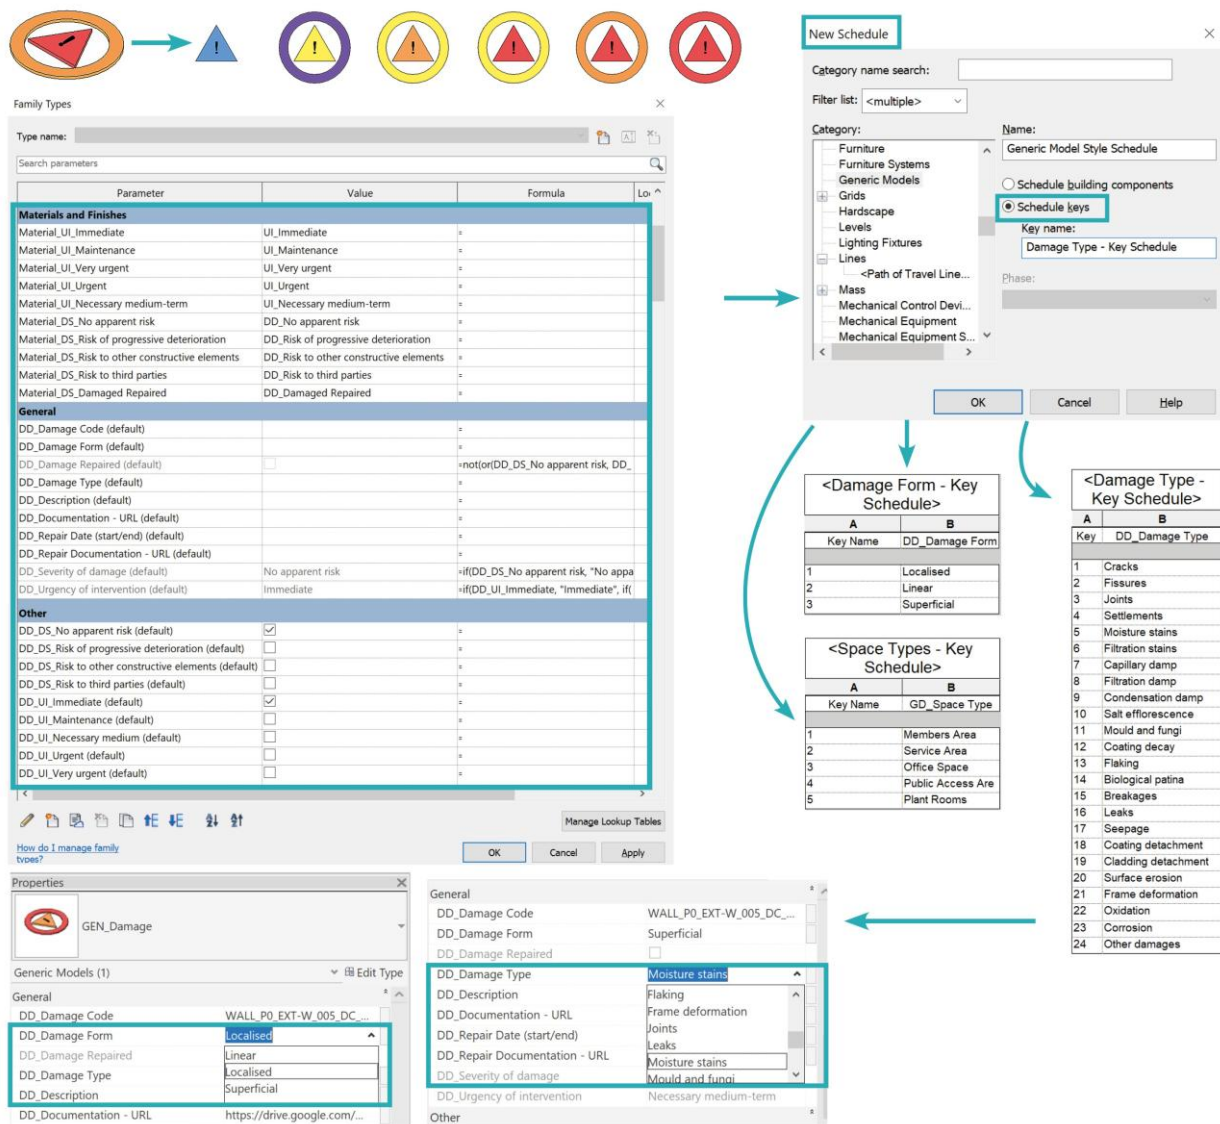 !
!
!
!
!
!
!
Family Types
Type name:
Search parameters
Parameter Value Formula
Materials and Finishes
Material_UI_Immediate UI_Immediate =
Material_UI_Maintenance UI_Maintenance =
Material_UI_Very urgent UI_Very urgent =
Material_UI_Urgent UI_Urgent =
Material_UI_Necessary medium-term UI_Necessary medium-term =
Material_DS_No apparent risk DD_No apparent risk =
Material_DS_Risk of progressive deterioration DD_Risk of progressive deterioration =
Material_DS_Risk to other constructive elements DD_Risk to other constructive elements =
Material_DS_Risk to third parties DD_Risk to third parties =
Material_DS_Damaged Repaired DD_Damaged Repaired =
General
DD_Damage Code (default) =
DD_Damage Form (default) =
DD_Damage Repaired (default) =not(or(DD_DS_No apparent risk, DD_
DD_Damage Type (default) =
DD_Description (default) =
DD_Documentation - URL (default) =
DD_Repair Date (start/end) (default) =
DD_Repair Documentation - URL (default) =
DD_Severity of damage (default) No apparent risk =if(DD_DS_No apparent risk, "No appa
DD_Urgency of intervention (default) Immediate =if(DD_UI_Immediate, "Immediate", if(
Other
DD_DS_No apparent risk (default) =
DD_DS_Risk of progressive deterioration (default) =
DD_DS_Risk to other constructive elements (default) =
DD_DS_Risk to third parties (default) =
DD_UI_Immediate (default) =
DD_UI_Maintenance (default) =
DD_UI_Necessary medium (default) =
DD_UI_Urgent (default) =
DD_UI_Very urgent (default) =
Manage Lookup Tables
How do I manage family
types?
OK Cancel Apply
New Schedule
Category name search:
Filter list: <multiple>
Category:
Furniture
Furniture Systems
Generic Models
Grids
Hardscape
Levels
Lighting Fixtures
Lines
<Path of Travel Line...
Mass
Mechanical Control Devi...
Mechanical Equipment
Mechanical Equipment S...
Name:
Generic Model Style Schedule
Schedule building components
Schedule keys
Key name:
Damage Type - Key Schedule
Phase:
OK Cancel Help
<Damage Form - Key
Schedule>
A B
Key Name DD_Damage Form
1 Localised
2 Linear
3 Superficial
<Space Types - Key
Schedule>
A B
Key Name GD_Space Type
1 Members Area
2 Service Area
3 Office Space
4 Public Access Are
5 Plant Rooms
<Damage Type -
Key Schedule>
A B
Key DD_Damage Type
1 Cracks
2 Fissures
3 Joints
4 Settlements
5 Moisture stains
6 Filtration stains
7 Capillary damp
8 Filtration damp
9 Condensation damp
10 Salt efflorescence
11 Mould and fungi
12 Coating decay
13 Flaking
14 Biological patina
15 Breakages
16 Leaks
17 Seepage
18 Coating detachment
19 Cladding detachment
20 Surface erosion
21 Frame deformation
22 Oxidation
23 Corrosion
24 Other damages
Properties
GEN_Damage
Generic Models (1) Edit Type
General
DD_Damage Code WALL_P0_EXT-W_005_DC_...
DD_Damage Form Localised
DD_Damage Repaired Linear
DD_Damage Type Localised
DD_Description Superficial
DD_Documentation - URL https://drive.google.com/...
General
DD_Damage Code WALL_P0_EXT-W_005_DC_...
DD_Damage Form Superficial
DD_Damage Repaired
DD_Damage Type Moisture stains
DD_Description Flaking
DD_Documentation - URL Frame deformation
DD_Repair Date (start/end) Joints
Leaks
DD_Repair Documentation - URL Moisture stains
DD_Severity of damage Mould and fungi
DD_Urgency of intervention Necessary medium-term
Other